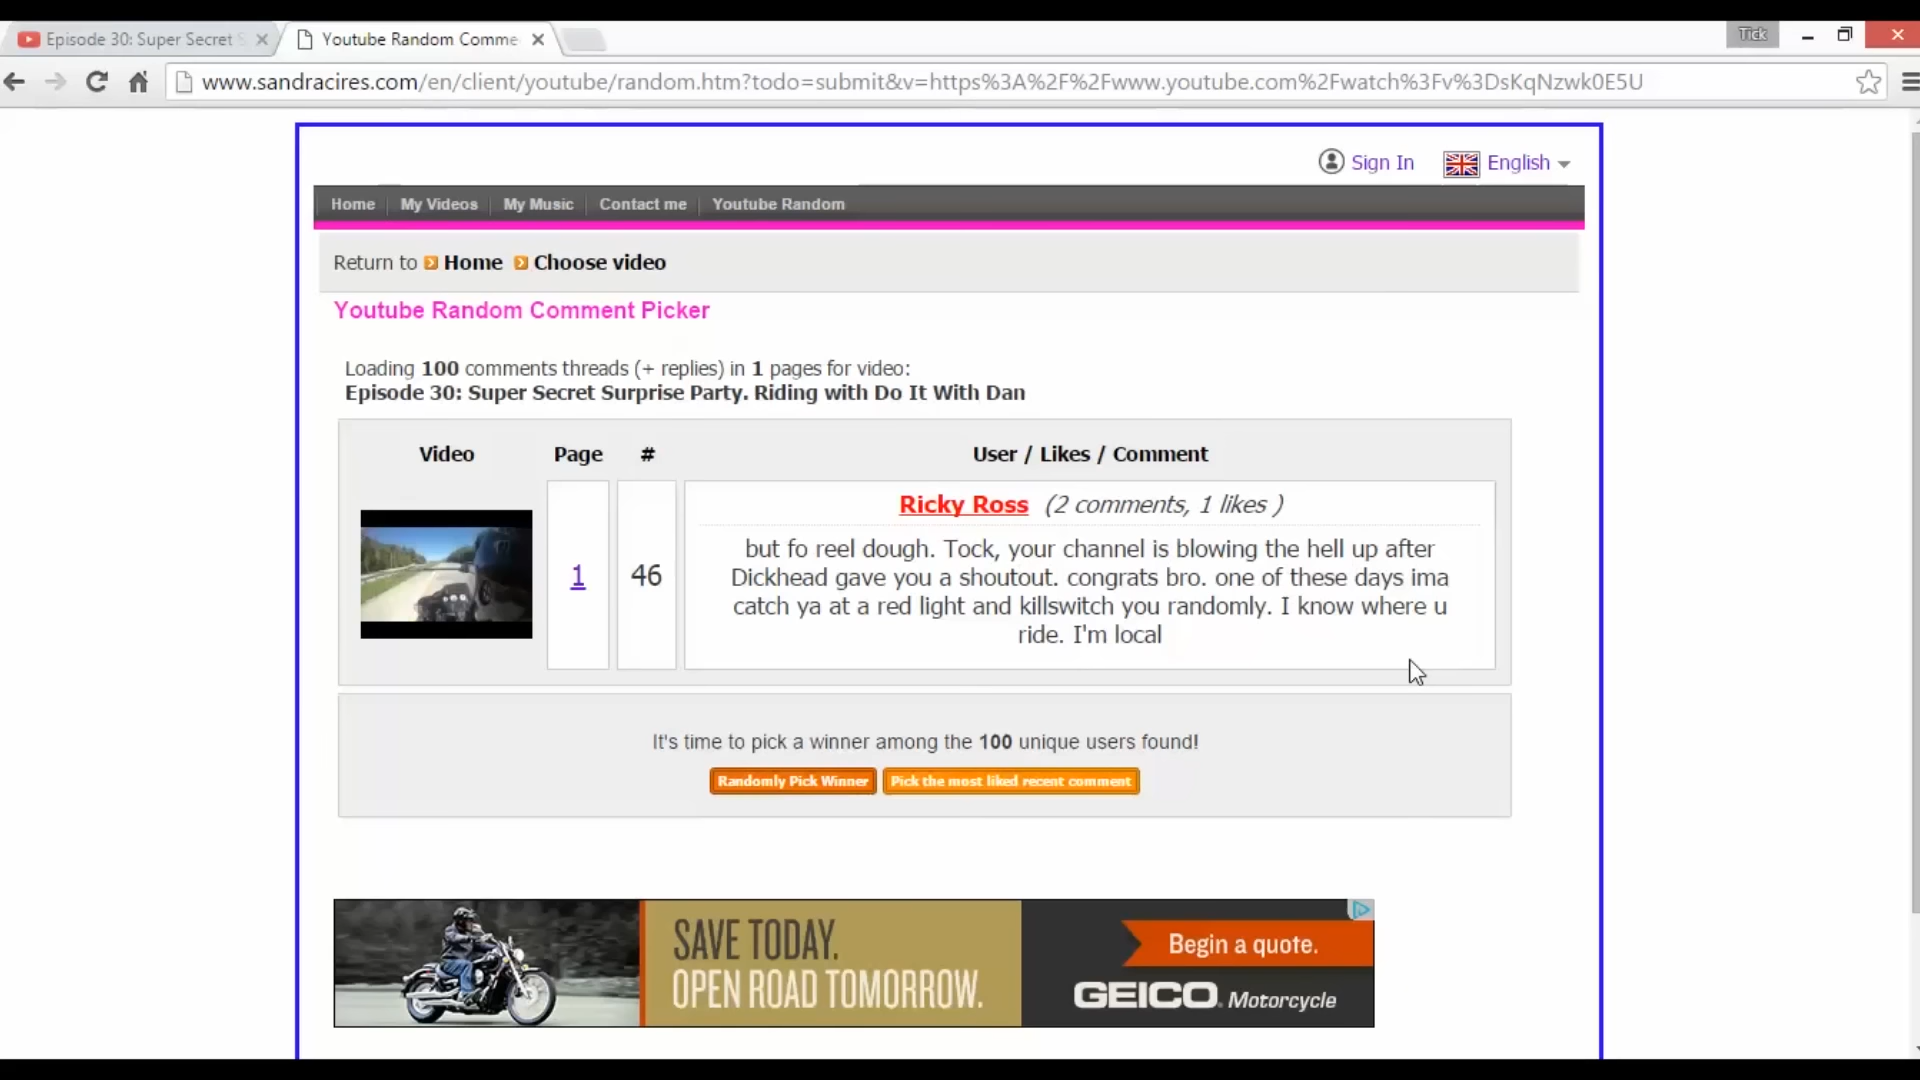 Episode 30: Super Secret S
Youtube Random Comme
Tick
www.sandracires.com/en/client/youtube/random.htm?todo=submit&v=https%3A%2F%2Fwww.youtube.com%2Fwatch%3Fv%3DsKqNzwk0E5U
Sign In English
Home My Videos My Music Contact me Youtube Random
Return to Home Choose video
Youtube Random Comment Picker
Loading 100 comments threads (+ replies) in 1 pages for video:
Episode 30: Super Secret Surprise Party. Riding with Do It With Dan
Video Page # User / Likes / Comment
Ricky Ross (2 comments, 1 likes )
1 46
but fo reel dough. Tock, your channel is blowing the hell up after
Dickhead gave you a shoutout. congrats bro. one of these days ima
catch ya at a red light and killswitch you randomly. I know where u
ride. I'm local
It's time to pick a winner among the 100 unique users found!
Randomly Pick Winner Pick the most liked recent comment
SAVE TODAY.
OPEN ROAD TOMORROW.
Begin a quote.
GEICO. Motorcycle